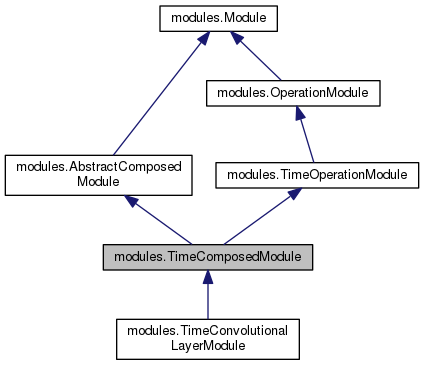 modules.Module
modules.OperationModule
modules.AbstractComposed
Module
modules.TimeOperationModule
modules.TimeComposedModule
modules.TimeConvolutional
LayerModule